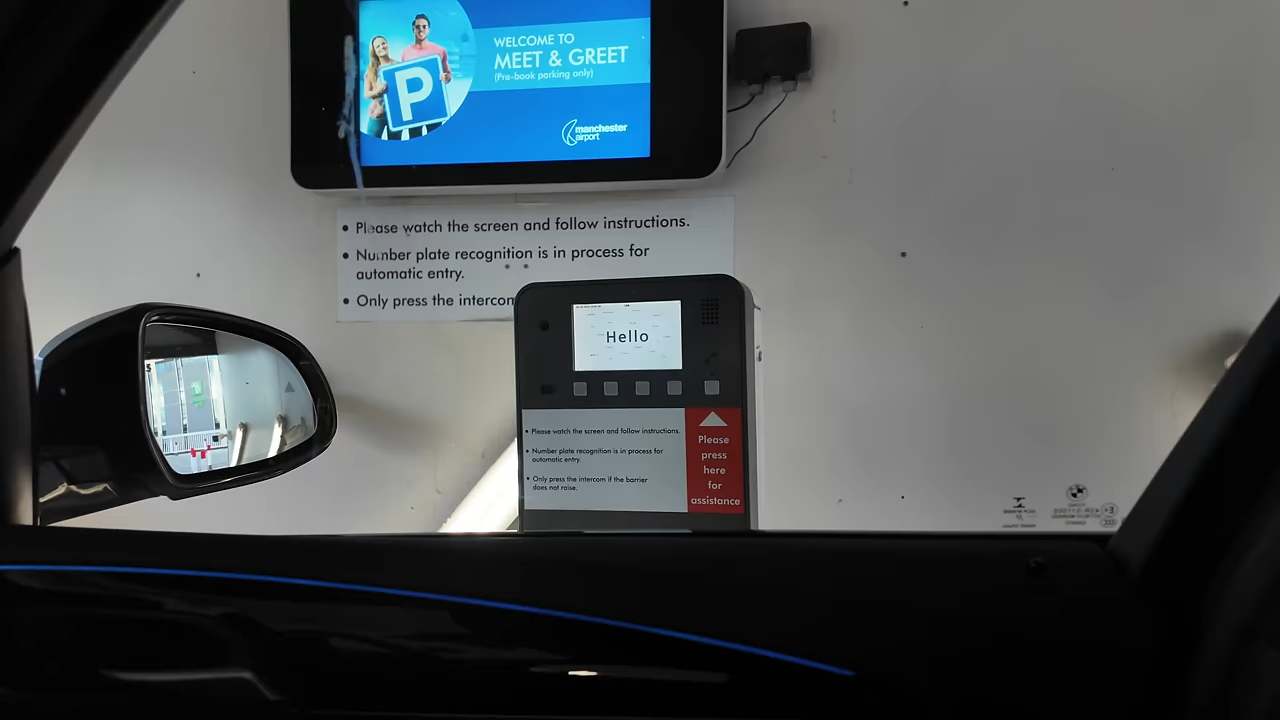 WELCOME TO
MEET & GREET
(Pre-book parking only)
P
manchester
airport
• Please watch the screen and follow instructions.
• Number plate recognition is in process for
automatic entry.
• Only press the intercom
Hello
• Please watch the screen and follow instructions.
• Number plate recognition is in process for
automatic entry.
• Only press the intercom if the barrier
does not raise.
Please
press
here
for
assistance